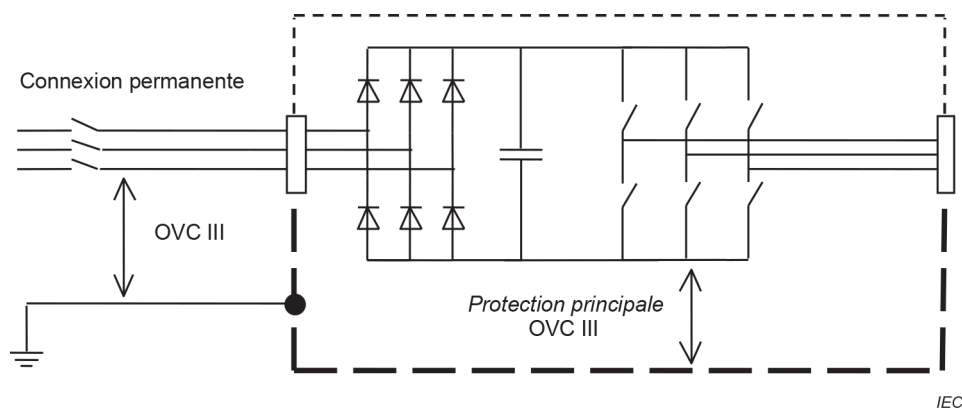 Connexion permanente
OVC III
Protection principale
OVC III
IEC